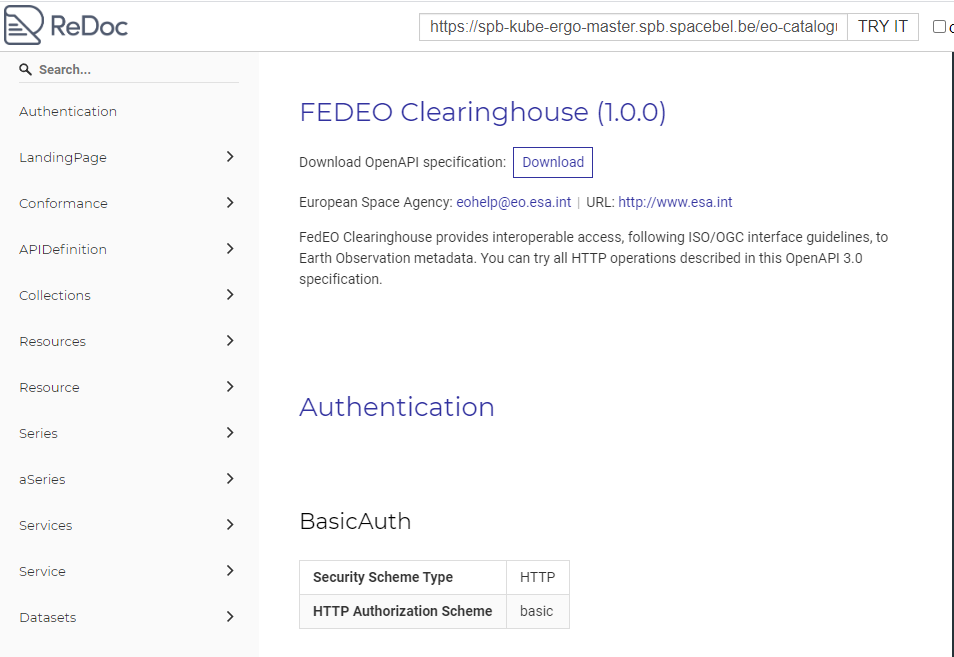 ReDoc
https://spb-kube-ergo-master.spb.spacebel.be/eo-catalog
TRY IT
Search...
Authentication
LandingPage
Conformance
APIDefinition
Collections
Resources
Resource
Series
aSeries
Services
Service
Datasets
FEDEO Clearinghouse (1.0.0)
Download OpenAPI specification: Download
European Space Agency: eohelp@eo.esa.int | URL: http://www.esa.int
FedEO Clearinghouse provides interoperable access, following ISO/OGC interface guidelines, to
Earth Observation metadata. You can try all HTTP operations described in this OpenAPI 3.0
specification.
Authentication
BasicAuth
Security Scheme Type HTTP
HTTP Authorization Scheme basic